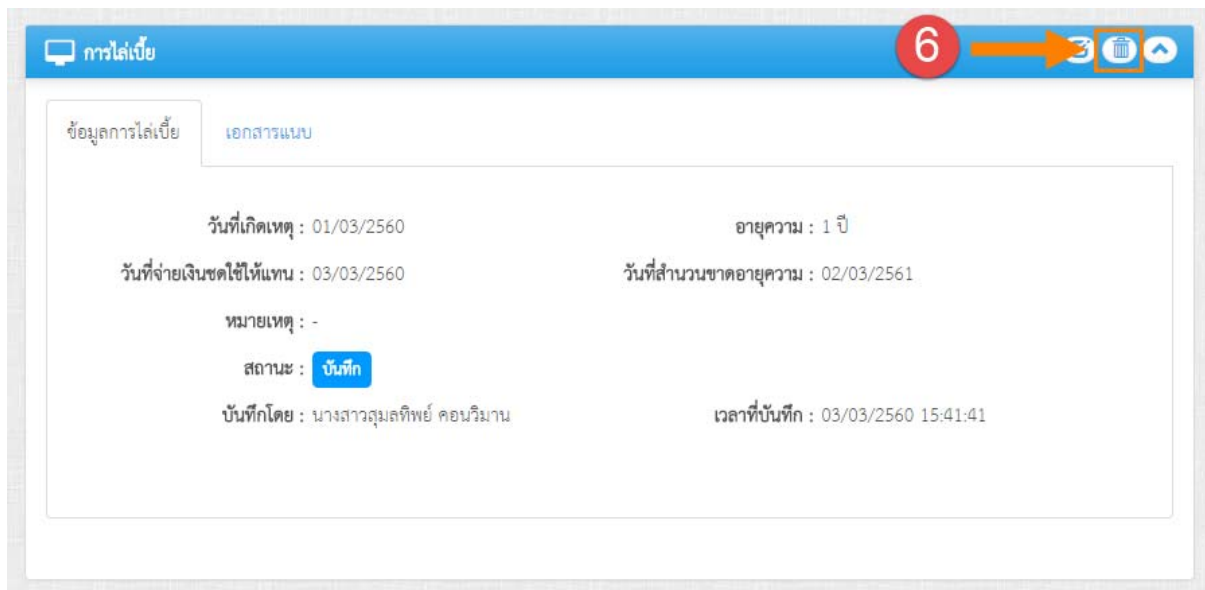 การไล่เบี้ย 6
ข้อมูลการไล่เบี้ย เอกสารแนบ
วันที่เกิดเหตุ : 01/03/2560 อายุความ : 1 ปี
วันที่จ่ายเงินชดใช้ให้แทน : 03/03/2560 วันที่สำนวนขาดอายุความ : 02/03/2561
หมายเหตุ : -
สถานะ : บันทึก
บันทึกโดย : นางสาวสุมลทิพย์ คอนวิมาน เวลาที่บันทึก : 03/03/2560 15:41:41